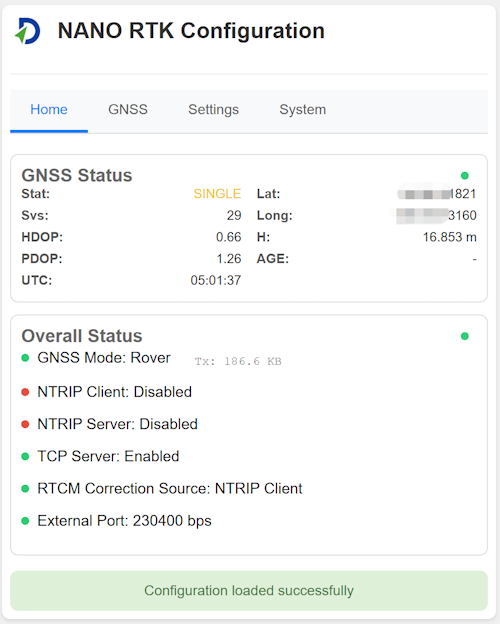 NANO RTK Configuration
Home GNSS Settings System
GNSS Status
Stat: SINGLE Lat: 1821
Svs: 29 Long: 3160
HDOP: 0.66 H: 16.853 m
PDOP: 1.26 AGE: -
UTC: 05:01:37
Overall Status
GNSS Mode: Rover Tx: 186.6 KB
NTRIP Client: Disabled
NTRIP Server: Disabled
TCP Server: Enabled
RTCM Correction Source: NTRIP Client
External Port: 230400 bps
Configuration loaded successfully